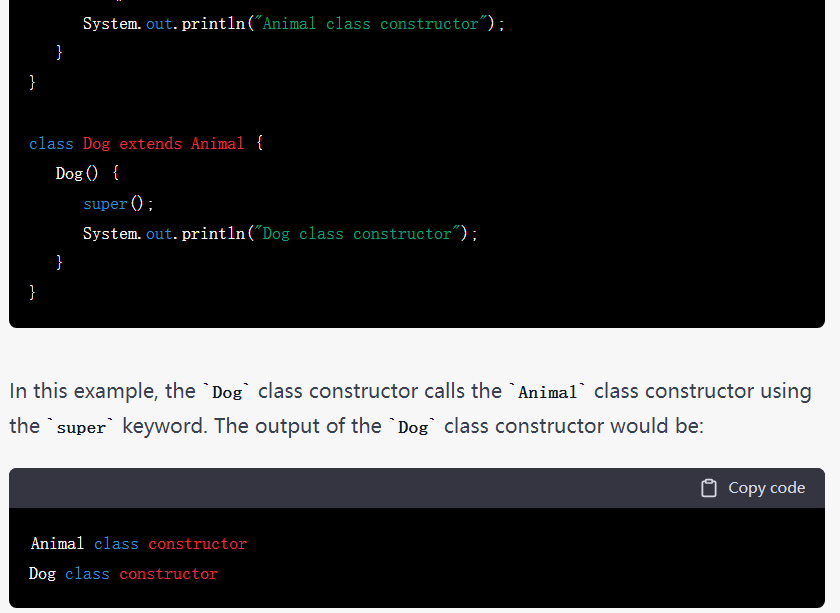 System.out.println("Animal class constructor");
}
}
class Dog extends Animal {
Dog() {
super();
System.out.println("Dog class constructor");
}
}
In this example, the `Dog` class constructor calls the `Animal` class constructor using
the `super` keyword. The output of the `Dog` class constructor would be:
Copy code
Animal class constructor
Dog class constructor